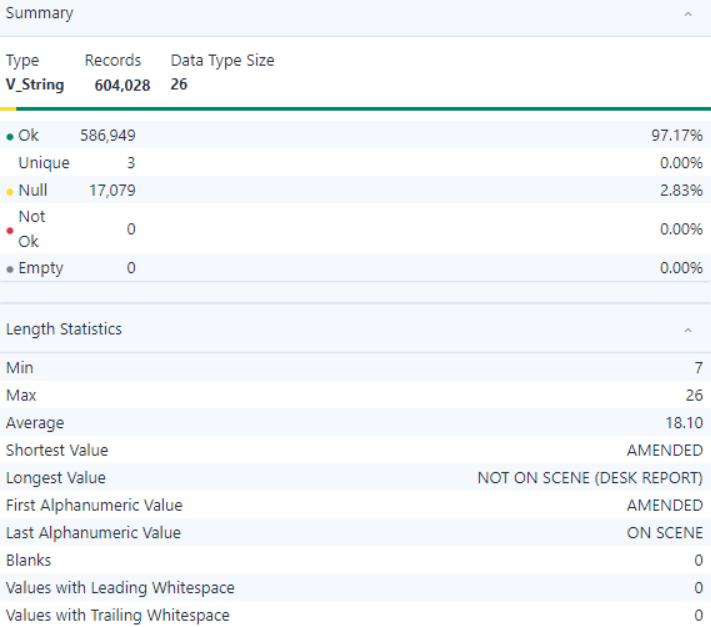 Summary
Type Records Data Type Size
V_String 604,028 26
Ok 586,949 97.17%
Unique 3 0.00%
Null 17,079 2.83%
Not
Ok 0 0.00%
Empty 0 0.00%
Length Statistics
Min 7
Max 26
Average 18.10
Shortest Value AMENDED
Longest Value NOT ON SCENE (DESK REPORT)
First Alphanumeric Value AMENDED
Last Alphanumeric Value ON SCENE
Blanks 0
Values with Leading Whitespace 0
Values with Trailing Whitespace 0